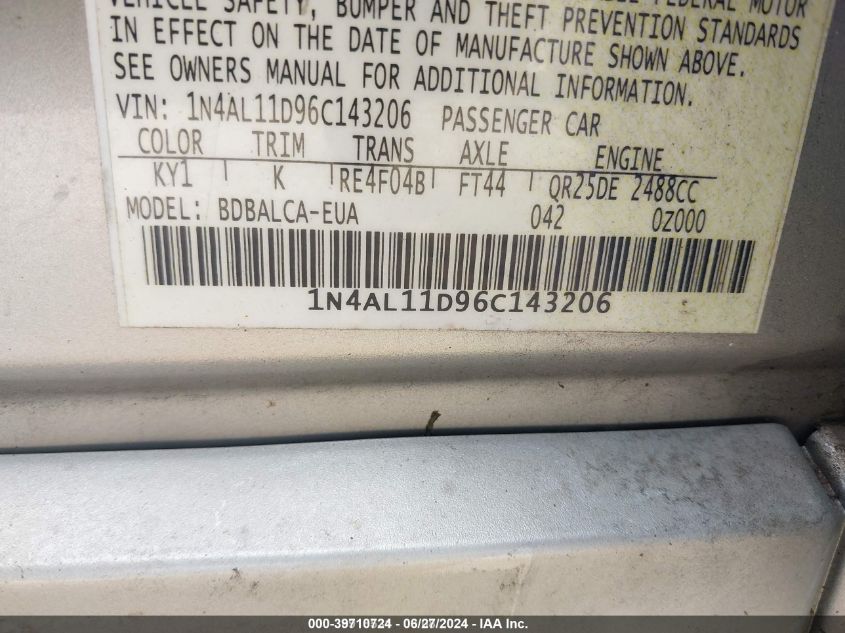 VEHICLE SAFETY, BUMPER AND THEFT PREVENTION STANDARDS
IN EFFECT ON THE DATE OF MANUFACTURE SHOWN ABOVE.
SEE OWNERS MANUAL FOR ADDITIONAL INFORMATION.
VIN: 1N4AL11D96C143206 PASSENGER CAR
COLOR TRIM TRANS AXLE ENGINE
KY1 K RE4F04B FT44 QR25DE 2488CC
MODEL: BDBALCA-EUA 042 0Z000
1N4AL11D96C143206
000-39710724 - 06/27/2024 - IAA Inc.